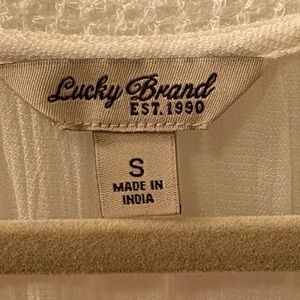 Lucky Brand
EST. 1990
S
MADE IN
INDIA